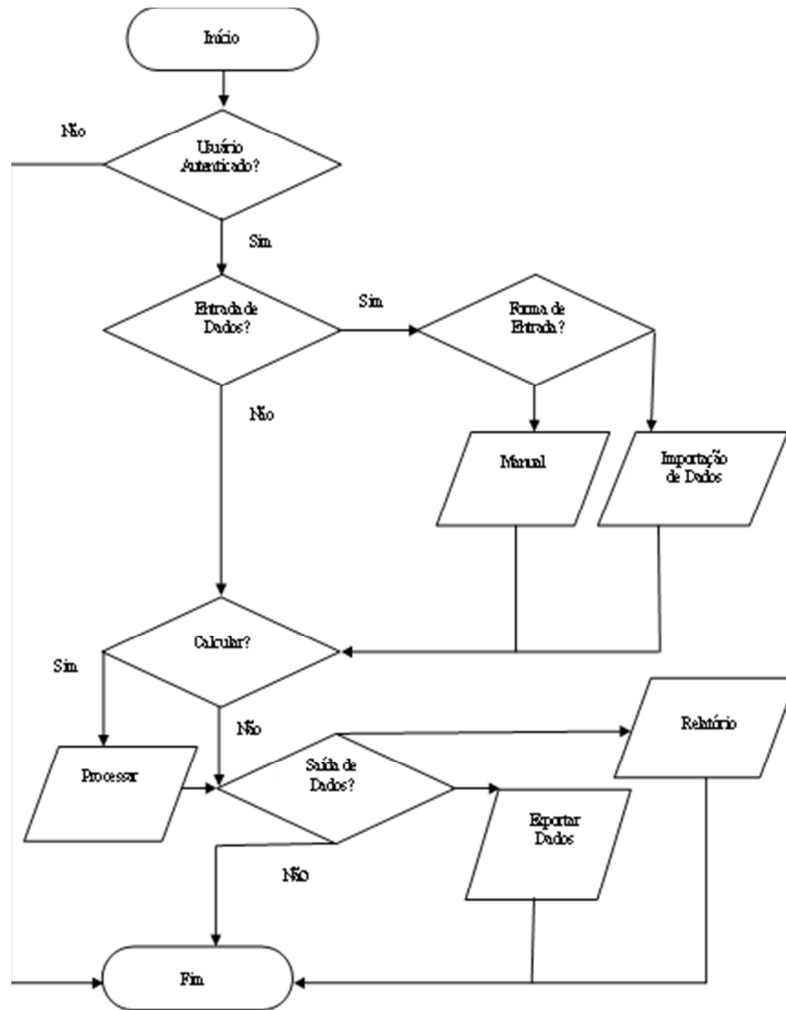 Início
Não
Usuário
Autenticado?
Sim
Entrada de
Dados?
Sim
Forma de
Entrada?
Não
Manual
Importação
de Dados
Calcular?
Sim
Não
Relatório
Processar
Saída de
Dados?
Exportar
Dados
NÃO
Fim